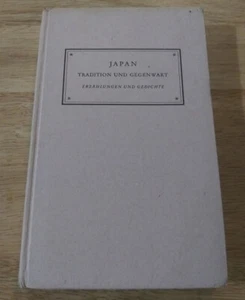 JAPAN
TRADITION UND GEGENWART
ERZÄHLUNGEN UND GEDICHTE